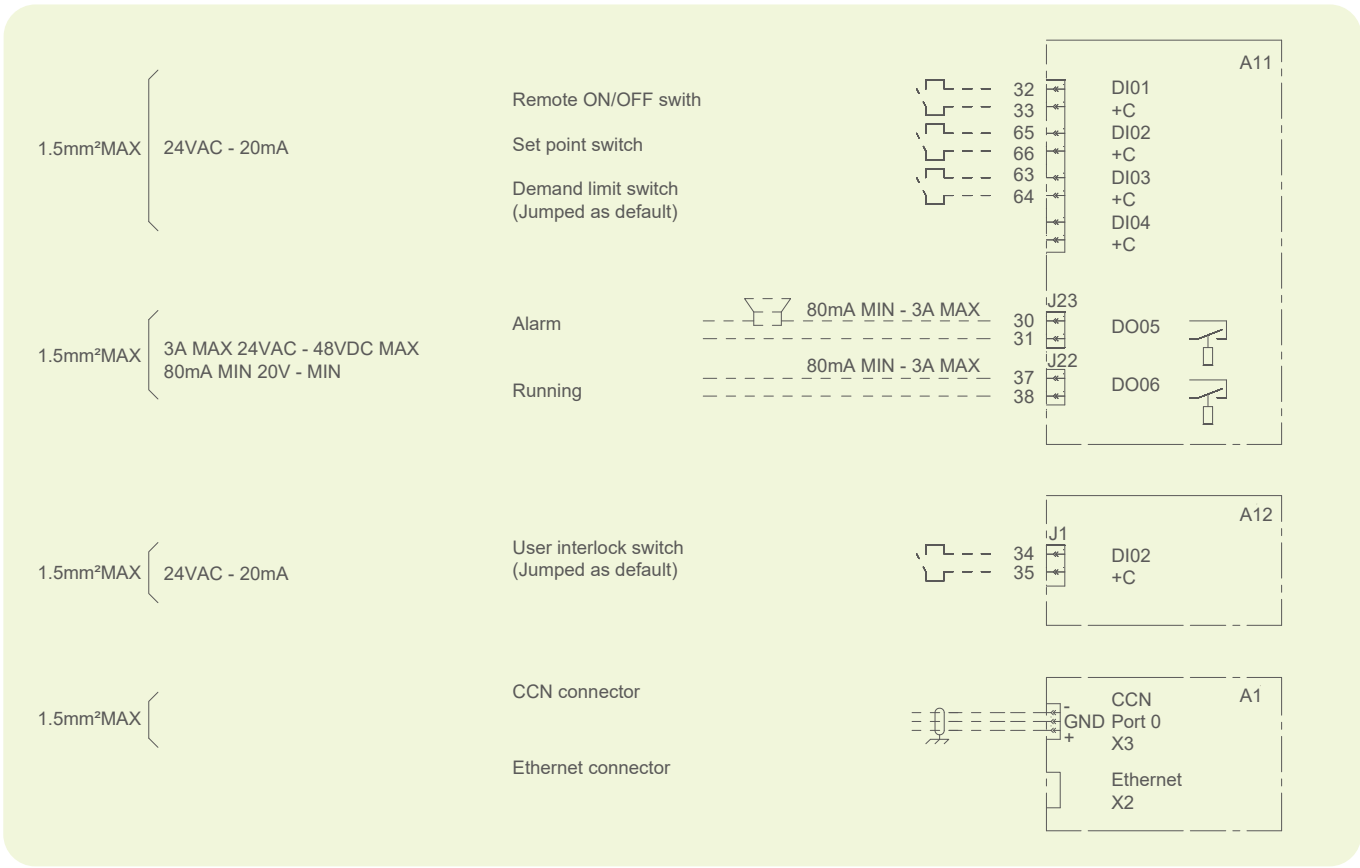 A11
1.5mm²MAX
24VAC - 20mA
Remote ON/OFF swith
Set point switch
Demand limit switch
(Jumped as default)
32
33
65
66
63
64
DI01
+C
DI02
+C
DI03
+C
DI04
+C
1.5mm²MAX
3A MAX 24VAC - 48VDC MAX
80mA MIN 20V - MIN
Alarm
80mA MIN - 3A MAX
J23
30
31
DO05
Running
80mA MIN - 3A MAX
J22
37
38
DO06
A12
1.5mm²MAX
24VAC - 20mA
User interlock switch
(Jumped as default)
J1
34
35
DI02
+C
A1
1.5mm²MAX
CCN connector
-
GND
+
CCN
Port 0
X3
Ethernet connector
Ethernet
X2